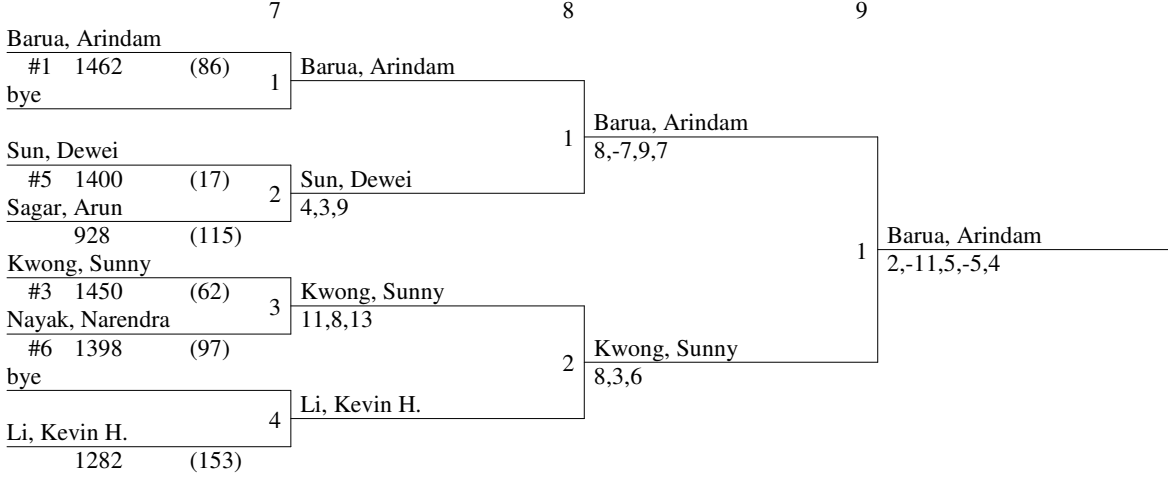 7 8 9
Barua, Arindam
#1 1462 (86)
1
Barua, Arindam
bye
1
Barua, Arindam
8,-7,9,7
Sun, Dewei
#5 1400 (17)
2
Sun, Dewei
4,3,9
Sagar, Arun
928 (115)
1
Barua, Arindam
2,-11,5,-5,4
Kwong, Sunny
#3 1450 (62)
3
Kwong, Sunny
11,8,13
Nayak, Narendra
#6 1398 (97)
2
Kwong, Sunny
8,3,6
bye
4
Li, Kevin H.
Li, Kevin H.
1282 (153)